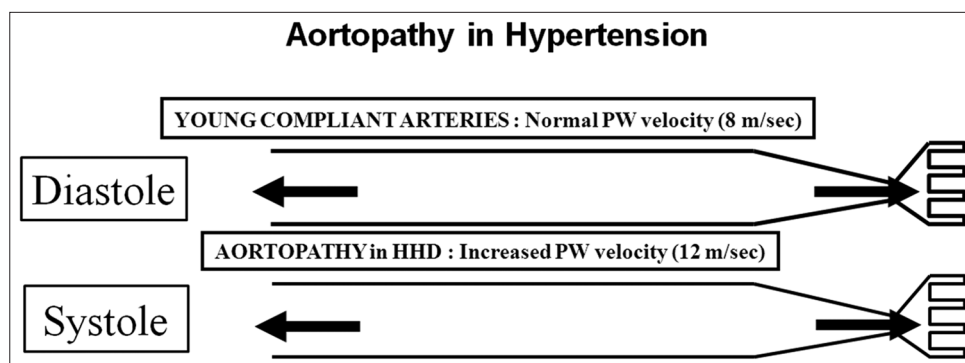 Aortopathy in Hypertension
YOUNG COMPLIANT ARTERIES : Normal PW velocity (8 m/sec)
Diastole
AORTOPATHY in HHD : Increased PW velocity (12 m/sec)
Systole